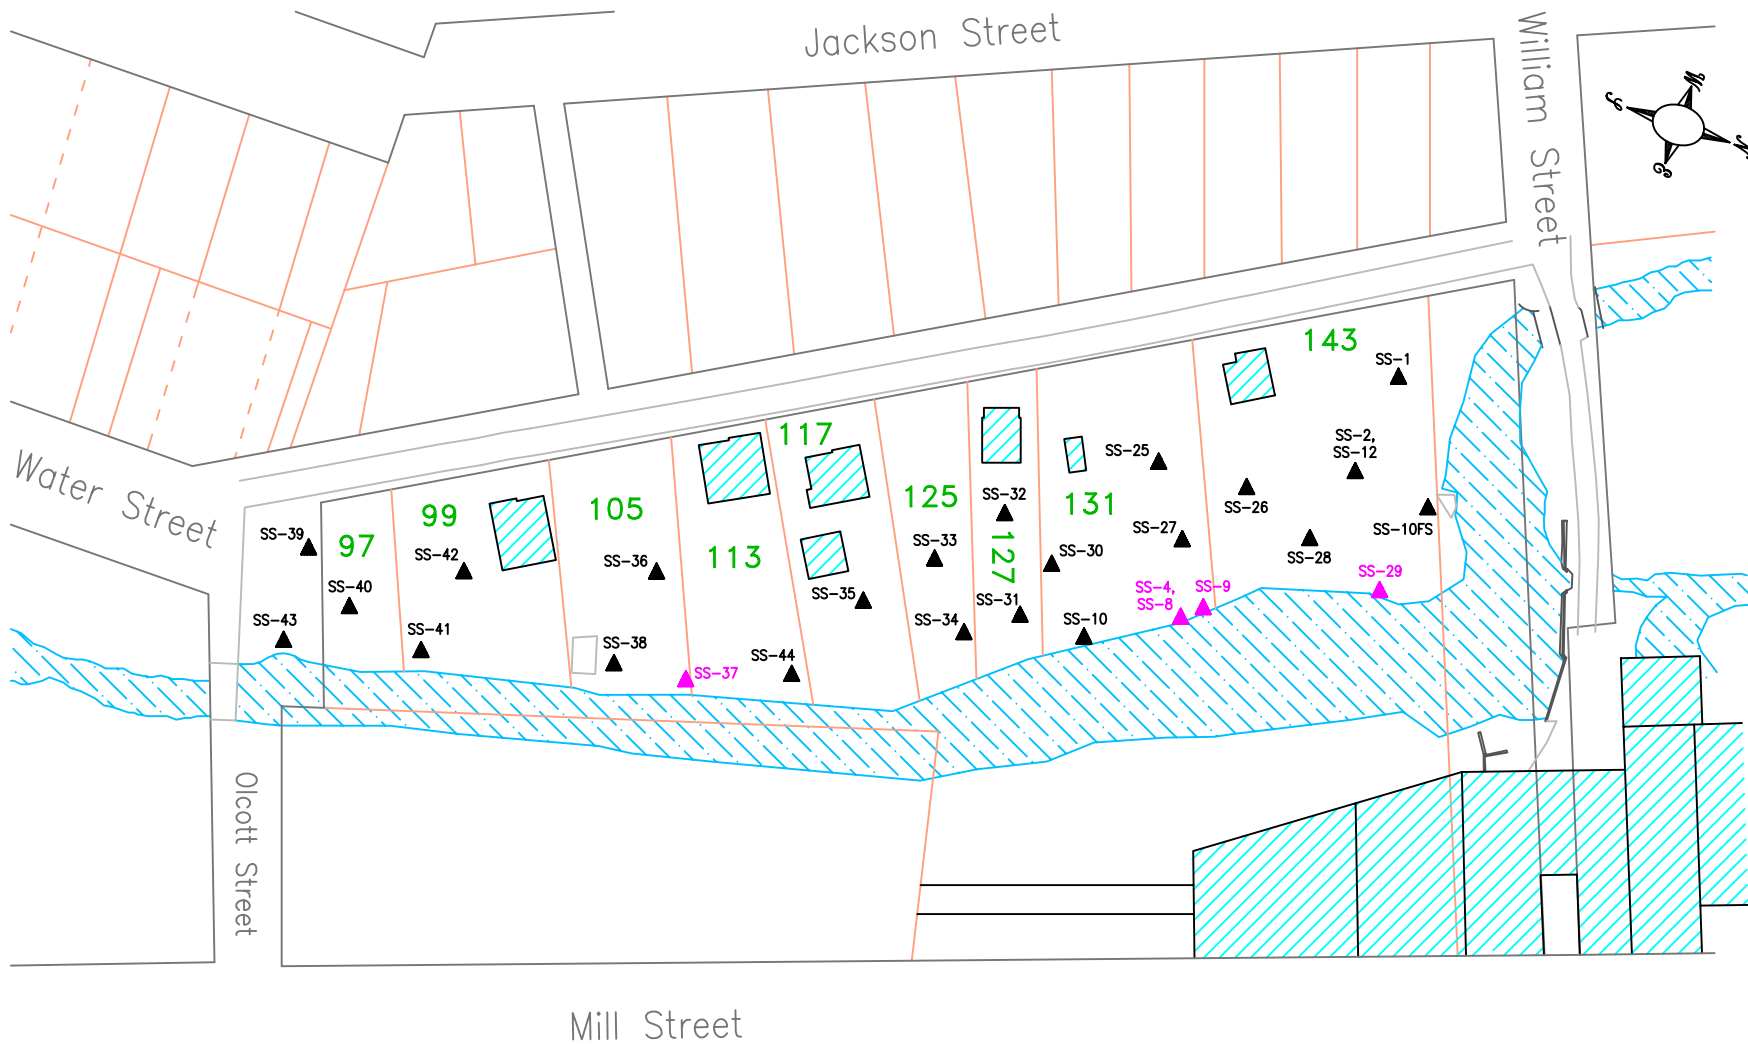 Jackson Street
William Street
W
S
N
E
143
SS-1
117
SS-2,
SS-12
SS-25
Water Street
125
SS-32
131
SS-26
99
105
SS-10FS
SS-39
97
SS-42
SS-36
113
SS-33
127
SS-30
SS-27
SS-28
SS-40
SS-35
SS-31
SS-4,
SS-8
SS-9
SS-29
SS-43
SS-41
SS-38
SS-44
SS-34
SS-10
SS-37
Olcott Street
Mill Street